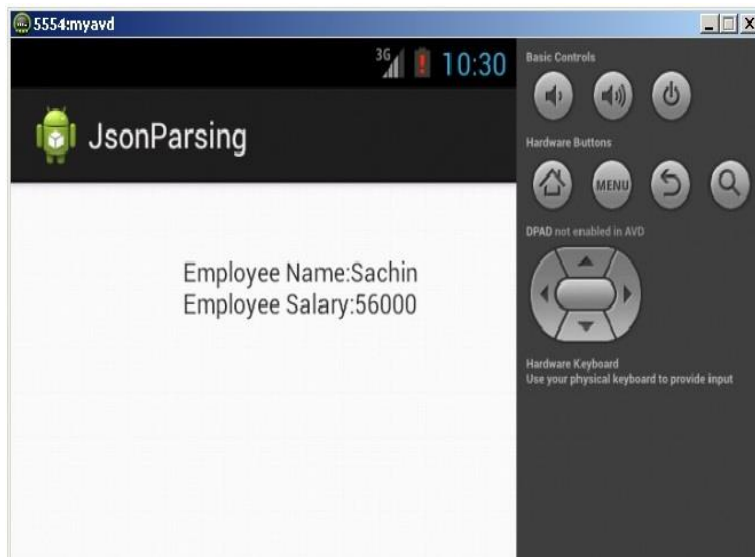 5554:myavd
3G
10:30
JsonParsing
Employee Name:Sachin
Employee Salary:56000
Basic Controls
Hardware Buttons
MENU
DPAD not enabled in AVD
Hardware Keyboard
Use your physical keyboard to provide input